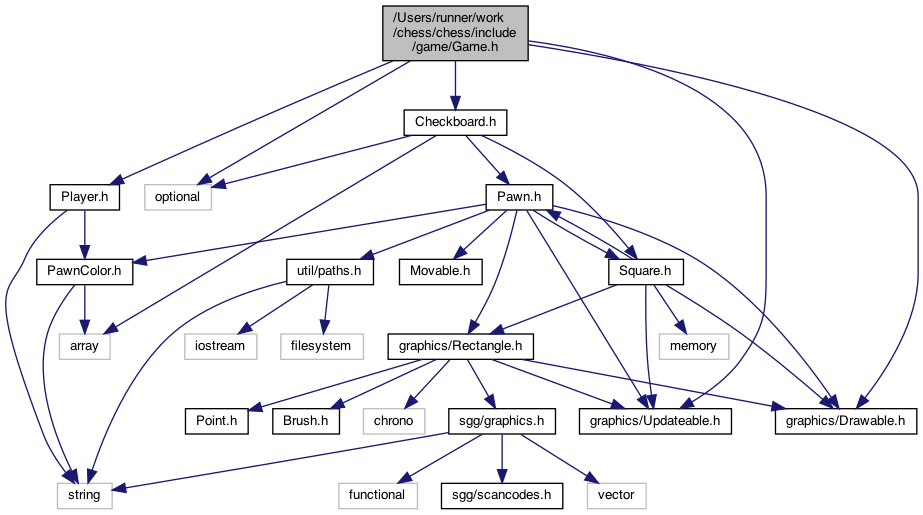 /Users/runner/work
/chess/chess/include
/game/Game.h
Checkboard.h
Player.h
optional
Pawn.h
PawnColor.h
util/paths.h
Movable.h
Square.h
array
iostream
filesystem
graphics/Rectangle.h
memory
Point.h
Brush.h
chrono
sgg/graphics.h
graphics/Updateable.h
graphics/Drawable.h
string
functional
sgg/scancodes.h
vector